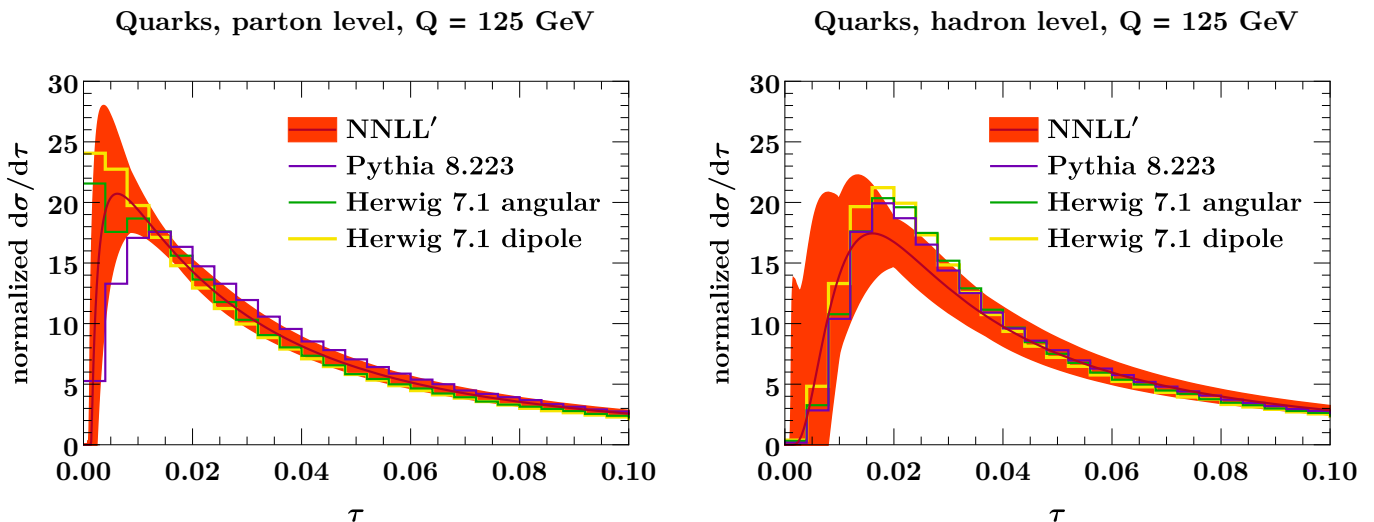 Quarks, parton level, Q = 125 GeV
normalized dσ/dτ
30
25
20
15
10
5
0
NNLL′
Pythia 8.223
Herwig 7.1 angular
Herwig 7.1 dipole
0.00 0.02 0.04 0.06 0.08 0.10
τ
Quarks, hadron level, Q = 125 GeV
normalized dσ/dτ
30
25
20
15
10
5
0
NNLL′
Pythia 8.223
Herwig 7.1 angular
Herwig 7.1 dipole
0.00 0.02 0.04 0.06 0.08 0.10
τ